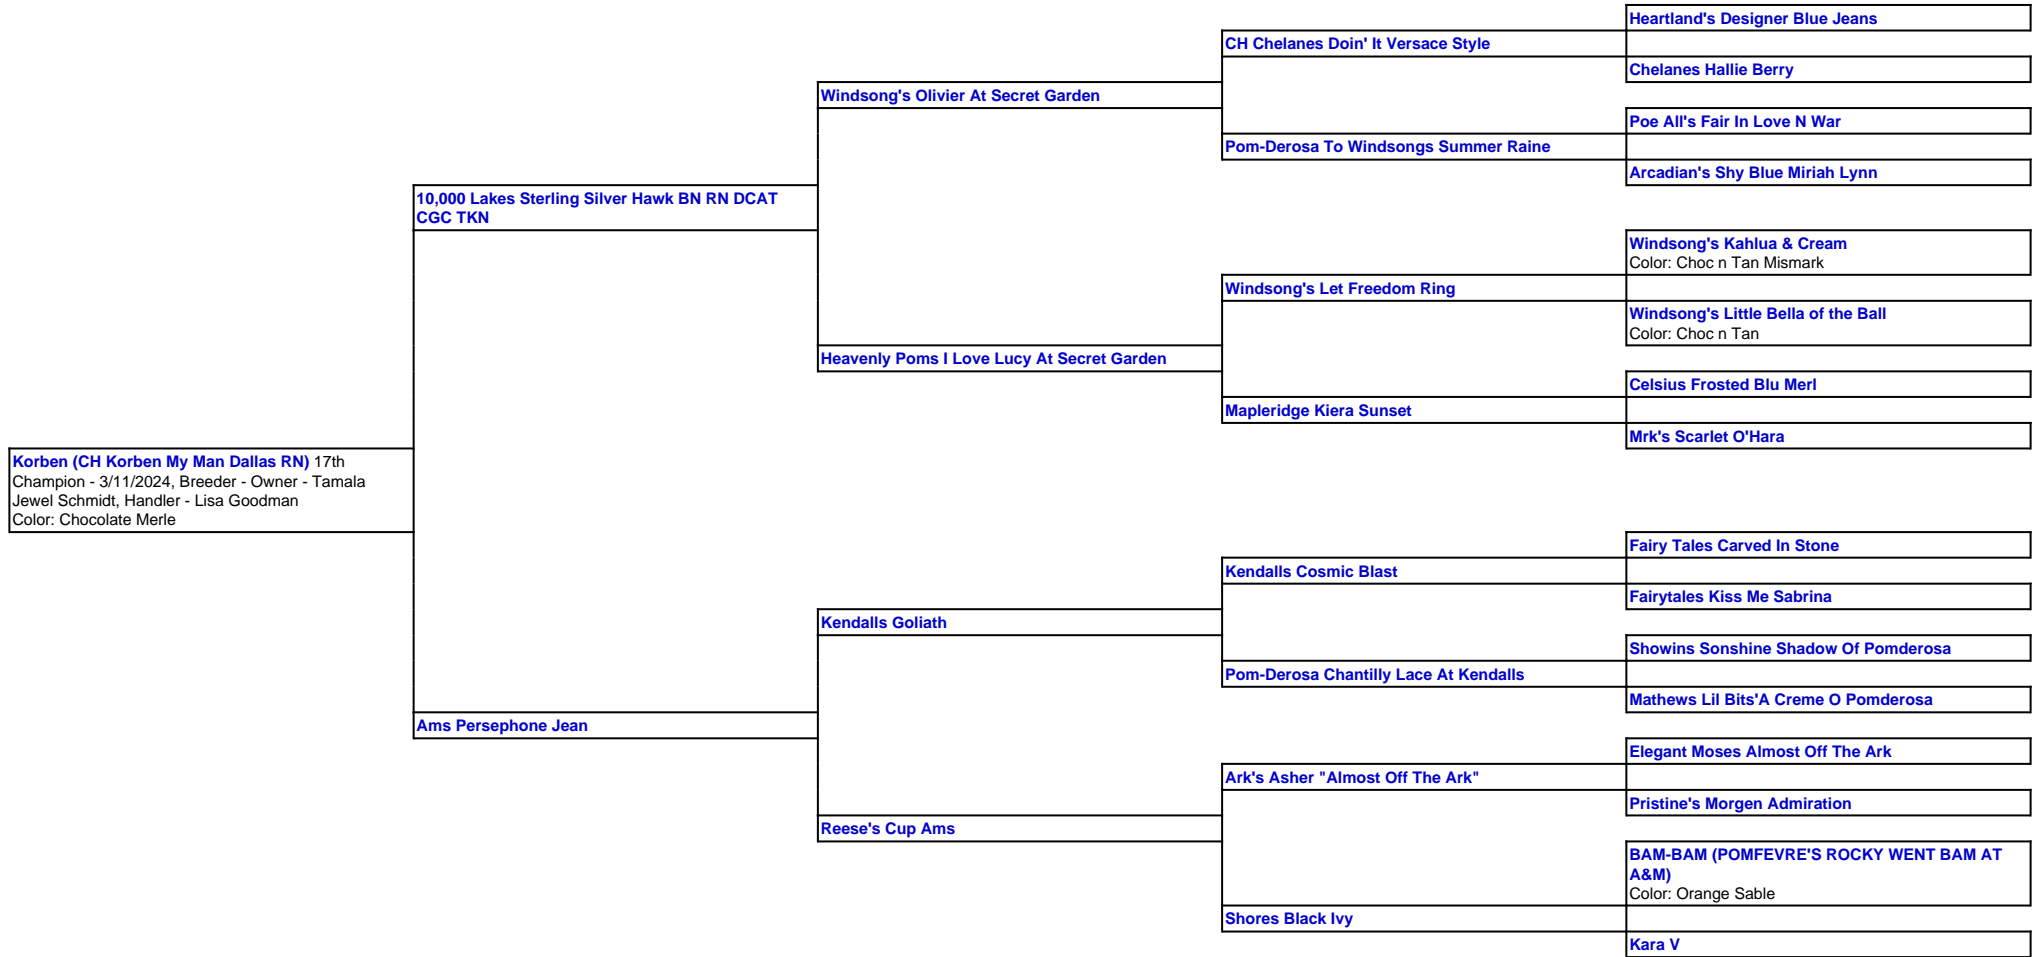 Heartland's Designer Blue Jeans
CH Chelanes Doin' It Versace Style
Chelanes Hallie Berry
Windsong's Olivier At Secret Garden
Poe All's Fair In Love N War
Pom-Derosa To Windsongs Summer Raine
Arcadian's Shy Blue Miriah Lynn
10,000 Lakes Sterling Silver Hawk BN RN DCAT
CGC TKN
Windsong's Kahlua & Cream
Color: Choc n Tan Mismark
Windsong's Let Freedom Ring
Windsong's Little Bella of the Ball
Color: Choc n Tan
Heavenly Poms I Love Lucy At Secret Garden
Celsius Frosted Blu Merl
Mapleridge Kiera Sunset
Mrk's Scarlet O'Hara
Korben (CH Korben My Man Dallas RN) 17th
Champion - 3/11/2024, Breeder - Owner - Tamala
Jewel Schmidt, Handler - Lisa Goodman
Color: Chocolate Merle
Fairy Tales Carved In Stone
Kendalls Cosmic Blast
Fairytales Kiss Me Sabrina
Kendalls Goliath
Showins Sonshine Shadow Of Pomderosa
Pom-Derosa Chantilly Lace At Kendalls
Mathews Lil Bits'A Creme O Pomderosa
Ams Persephone Jean
Elegant Moses Almost Off The Ark
Ark's Asher "Almost Off The Ark"
Pristine's Morgen Admiration
Reese's Cup Ams
BAM-BAM (POMFEVRE'S ROCKY WENT BAM AT
A&M)
Color: Orange Sable
Shores Black Ivy
Kara V